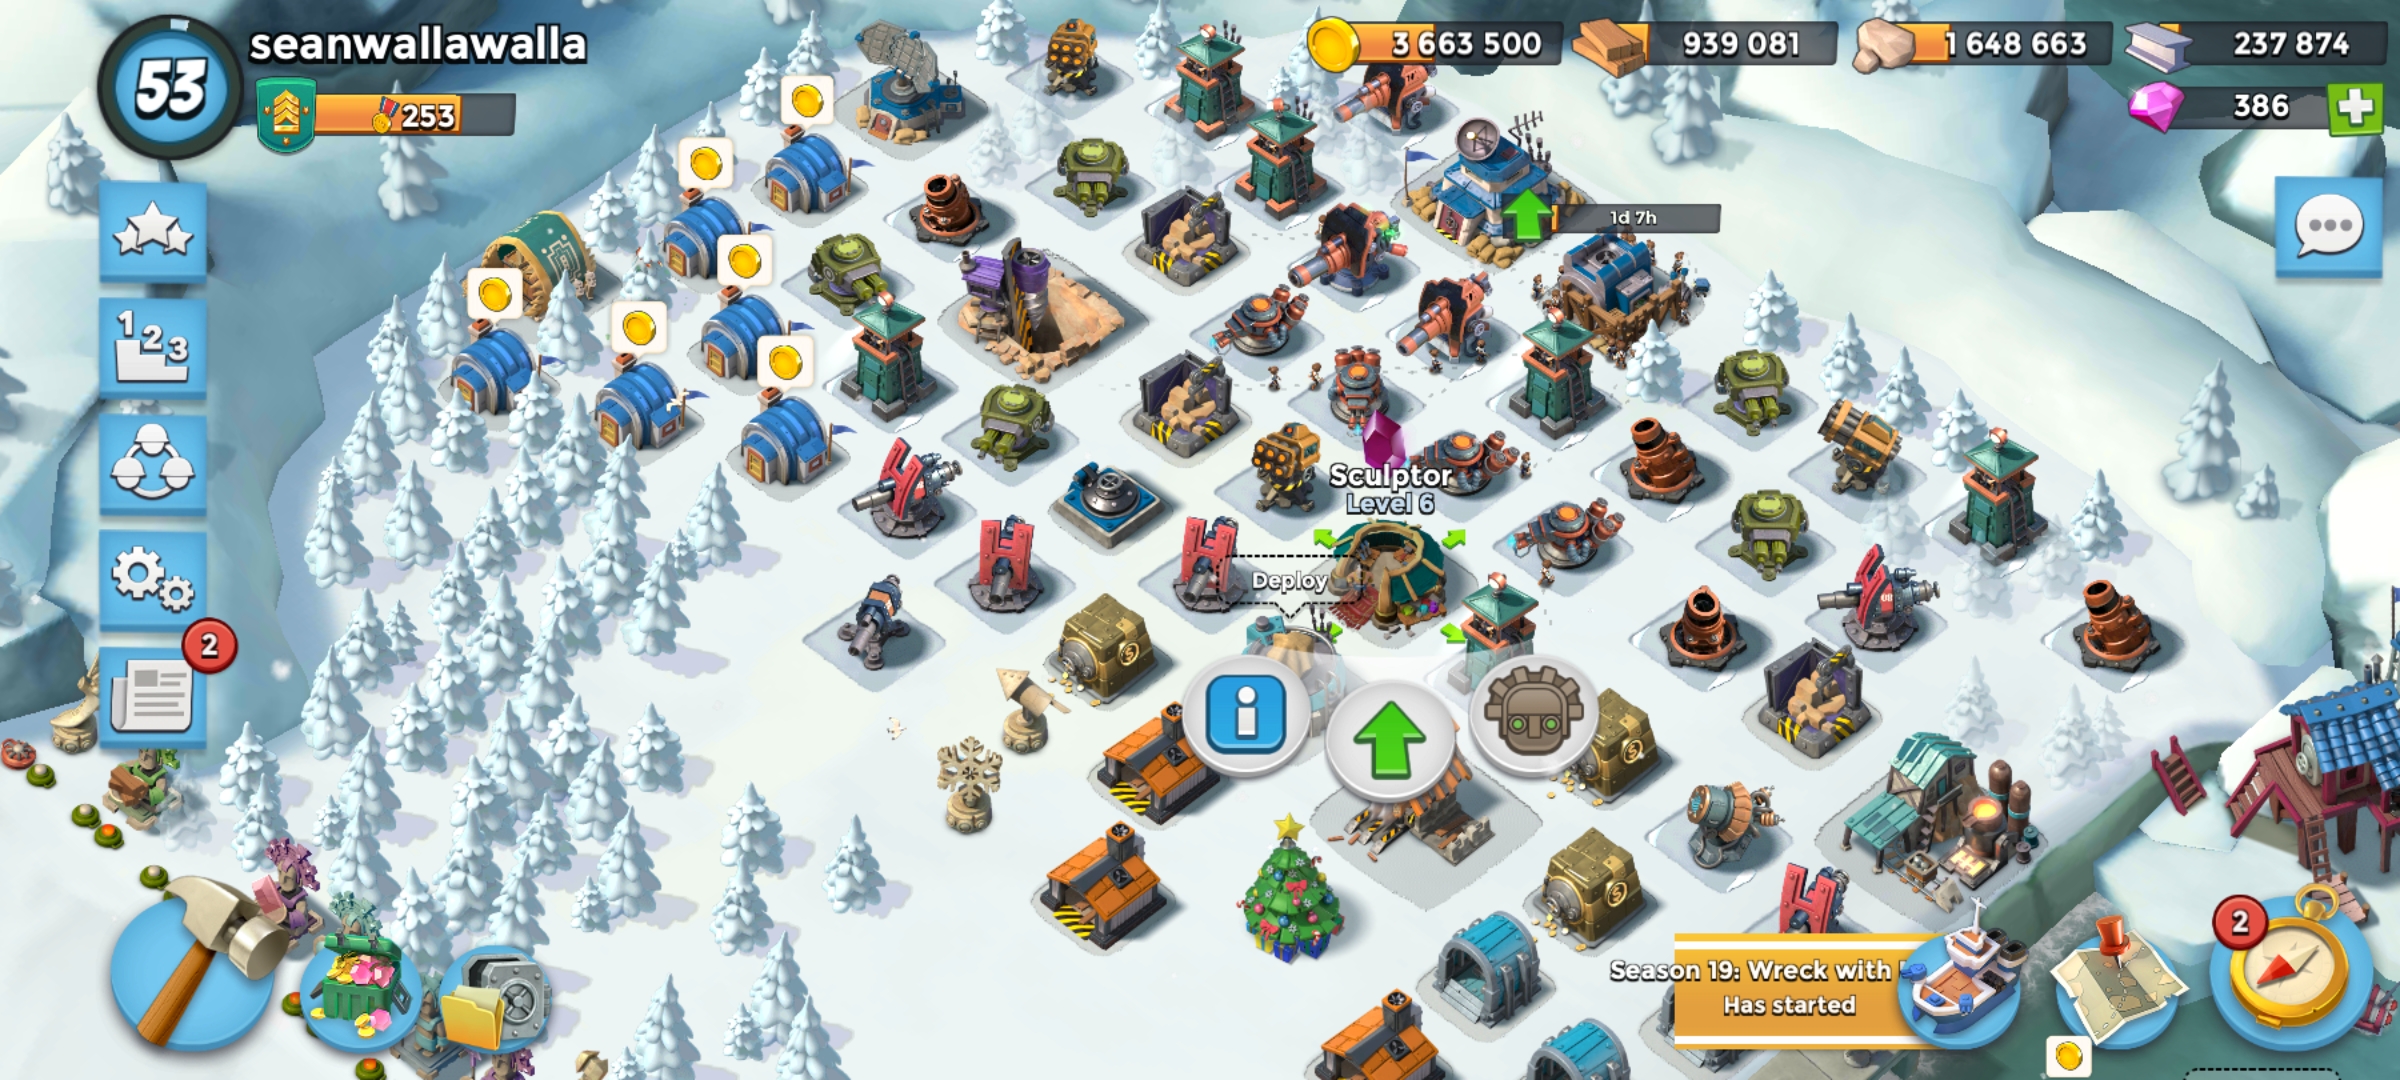 53
seanwallawalla
253
3 663 500
939 081
1 648 663
237 874
386
1d 7h
123
Sculptor
Level 6
Deploy
2
Season 19: Wreck with
Has started
2